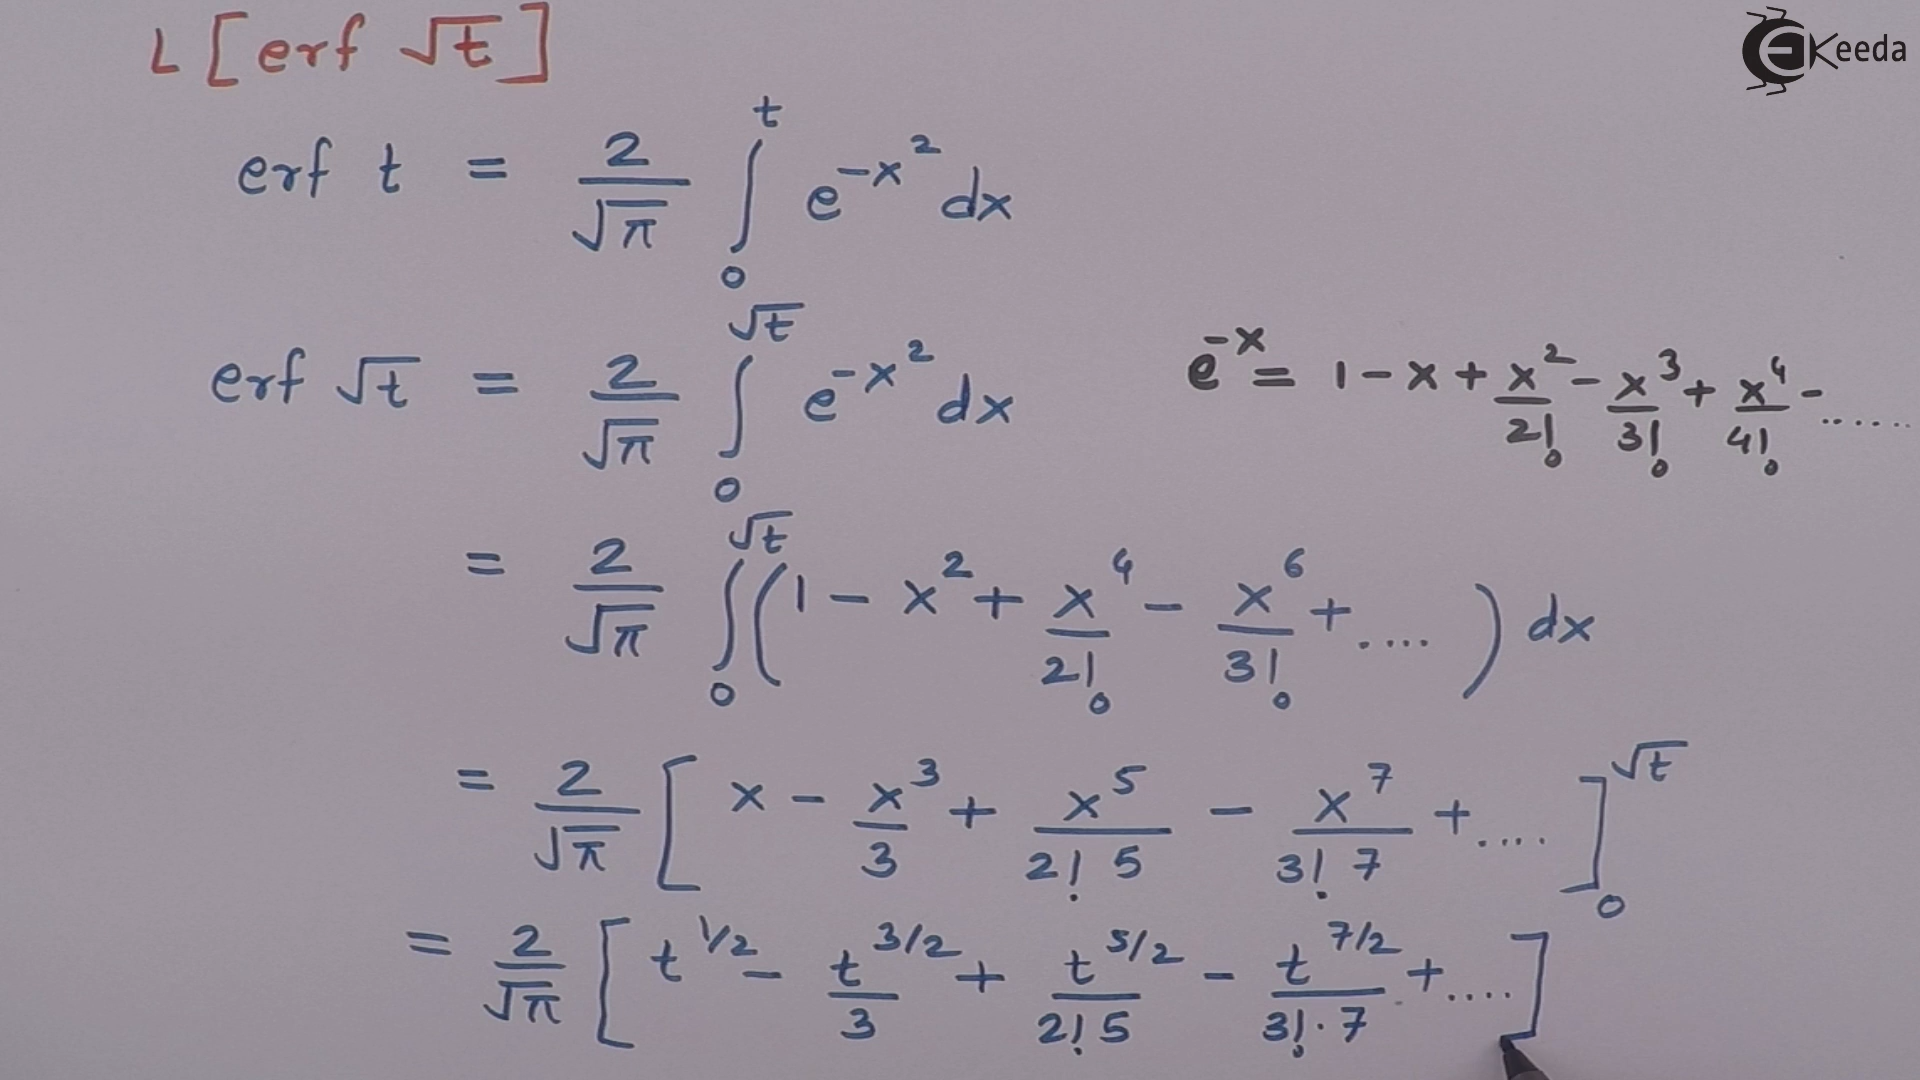 L [erf √t]
EKeeda
erf t = 2/√π ∫₀ᵗ e^(-x²) dx
erf √t = 2/√π ∫₀^√t e^(-x²) dx
e^(-x) = 1 - x + x²/2! - x³/3! + x⁴/4! - ......
= 2/√π ∫₀^√t (1 - x² + x⁴/2! - x⁶/3! + ....) dx
= 2/√π [x - x³/3 + x⁵/2! 5 - x⁷/3! 7 + ....]₀^√t
= 2/√π [t^(1/2) - t^(3/2)/3 + t^(5/2)/2! 5 - t^(7/2)/3! · 7 + ....]